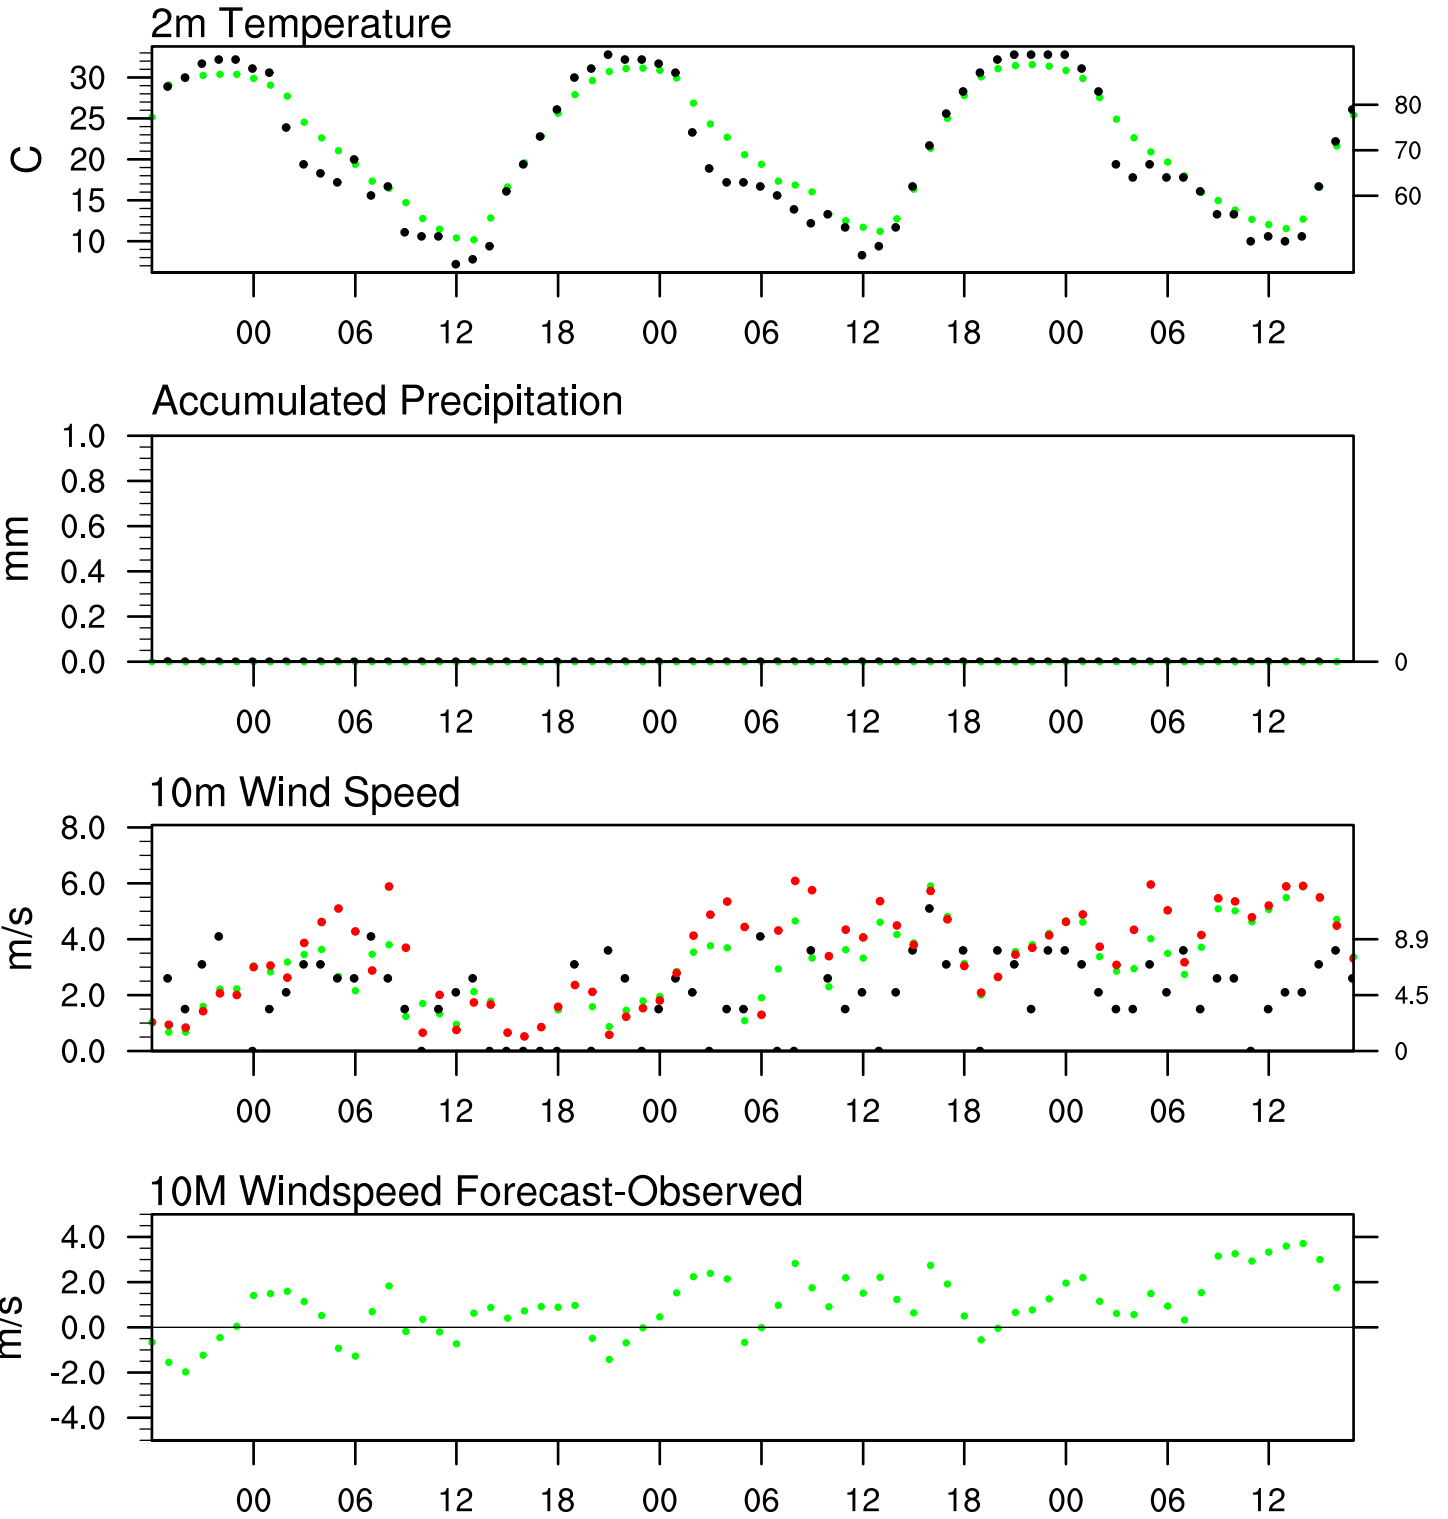 2m Temperature
30
25
20
15
10
C
80
70
60
00 06 12 18 00 06 12 18 00 06 12
Accumulated Precipitation
1.0
0.8
0.6
0.4
0.2
0.0
mm
0
00 06 12 18 00 06 12 18 00 06 12
10m Wind Speed
8.0
6.0
4.0
2.0
0.0
m/s
8.9
4.5
0
00 06 12 18 00 06 12 18 00 06 12
10M Windspeed Forecast-Observed
4.0
2.0
0.0
-2.0
-4.0
m/s
00 06 12 18 00 06 12 18 00 06 12